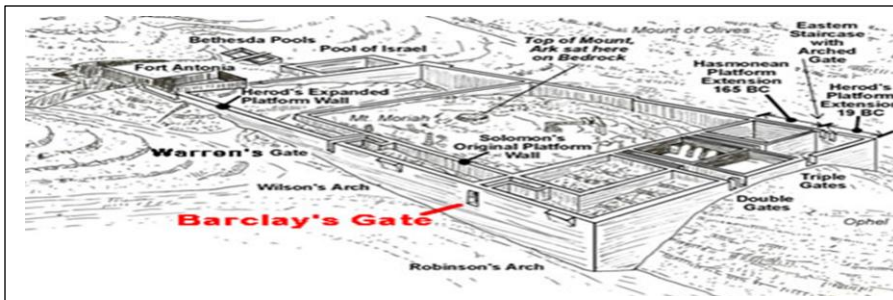 Bethesda Pools
Pool of Israel
Fort Antonia
Herod's Expanded
Platform Wall
Top of Mount,
Ark sat here
on Bedrock
Mount of Olives
Eastern
Staircase
with
Arched
Gate
Hasmonean
Platform
Extension
165 BC
Herod's
Platform
Extension
19 BC
Mt. Moriah
Solomon's
Original Platform
Wall
Warren's Gate
Wilson's Arch
Barclay's Gate
Robinson's Arch
Triple
Gates
Double
Gates
Ophel